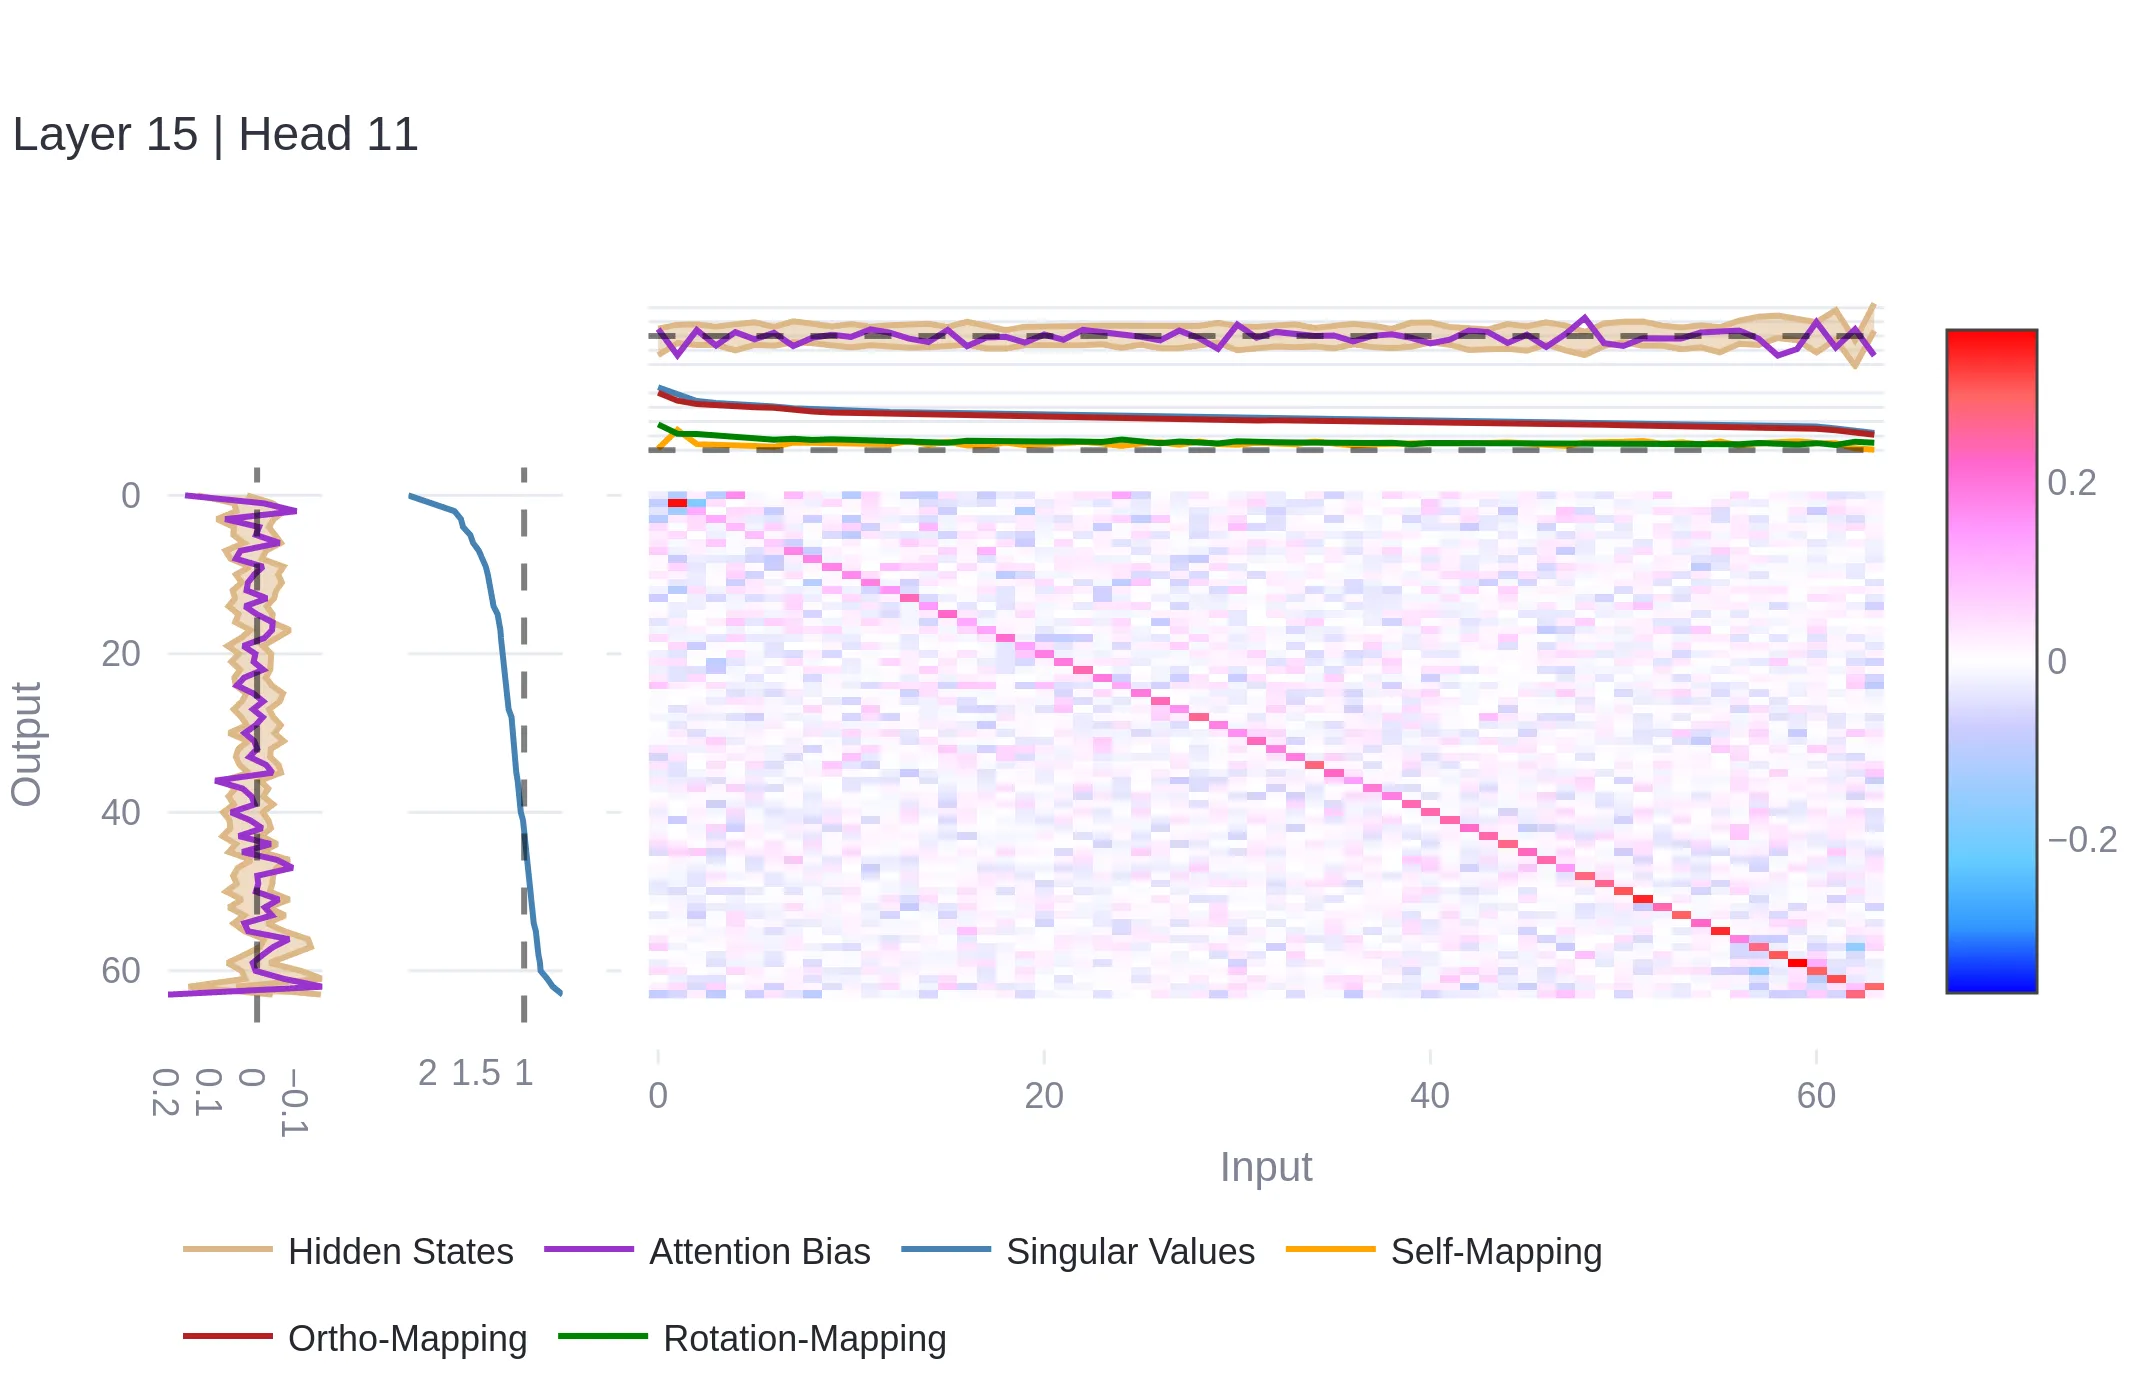 Layer 15 | Head 11
0
20
40
60
Output
0.2
0.1
0
−0.1
2 1.5 1
0 20 40 60
Input
0.2
0
−0.2
Hidden States Attention Bias Singular Values Self-Mapping
Ortho-Mapping Rotation-Mapping